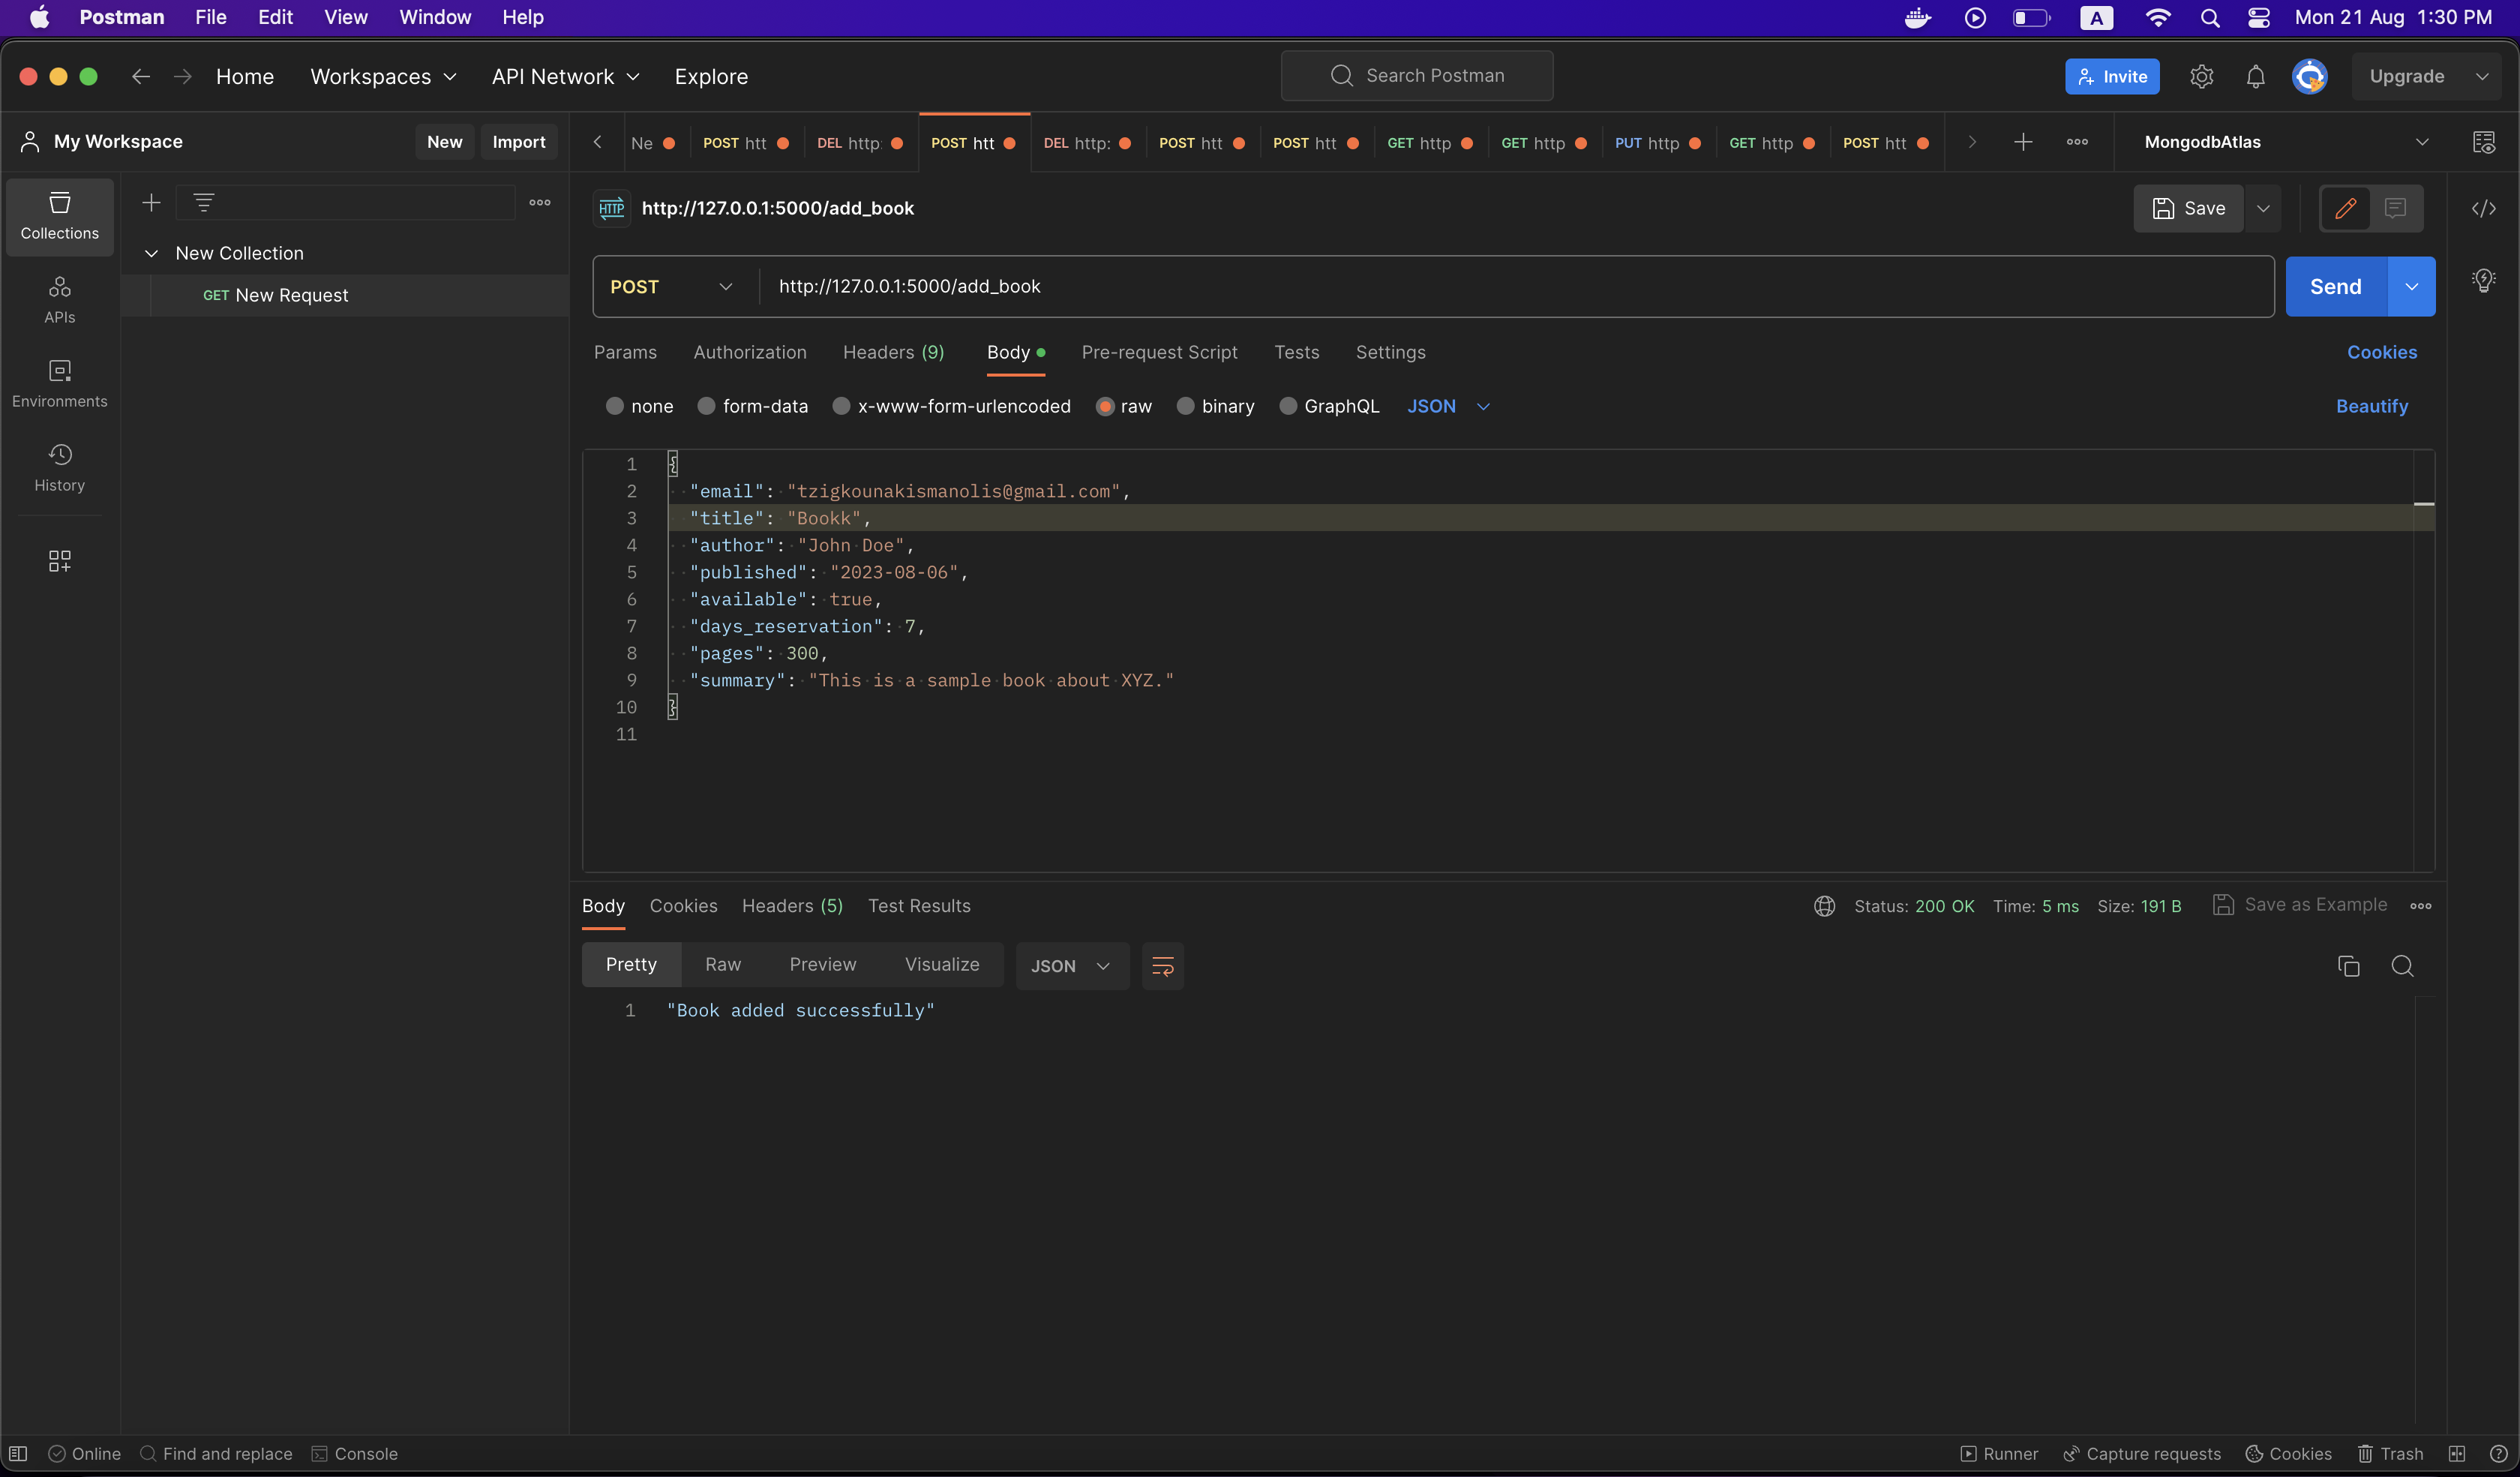 Postman File Edit View Window Help A Mon 21 Aug 1:30 PM
Home Workspaces API Network Explore Search Postman Invite Upgrade
My Workspace New Import Ne POST htt DEL http: POST htt DEL http: POST htt POST htt GET http GET http PUT http GET http POST htt MongodbAtlas
Collections
APIs
Environments
History
New Collection
GET New Request
HTTP http://127.0.0.1:5000/add_book Save
POST http://127.0.0.1:5000/add_book Send
Params Authorization Headers (9) Body Pre-request Script Tests Settings Cookies
none form-data x-www-form-urlencoded raw binary GraphQL JSON Beautify
1 {
2 "email": "tzigkounakismanolis@gmail.com",
3 "title": "Bookk",
4 "author": "John Doe",
5 "published": "2023-08-06",
6 "available": true,
7 "days_reservation": 7,
8 "pages": 300,
9 "summary": "This is a sample book about XYZ."
10 }
11
Body Cookies Headers (5) Test Results Status: 200 OK Time: 5 ms Size: 191 B Save as Example
Pretty Raw Preview Visualize JSON
1 "Book added successfully"
Online Find and replace Console Runner Capture requests Cookies Trash